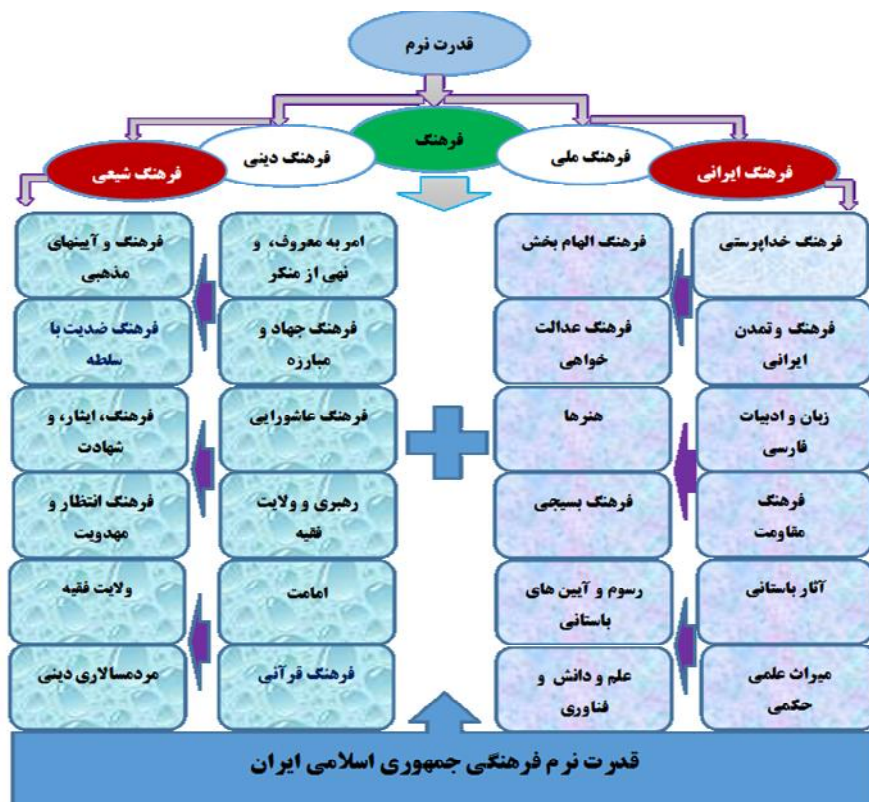 قدرت نرم
فرهنگ ایرانی
فرهنگ ملی
فرهنگ
فرهنگ دینی
فرهنگ شیعی
فرهنگ خداپرستی
فرهنگ الهام بخش
امر به معروف، و
نهی از منکر
فرهنگ و آیینهای
مذهبی
فرهنگ و تمدن
ایرانی
فرهنگ عدالت
خواهی
فرهنگ جهاد و
مبارزه
فرهنگ ضدیت با
سلطه
زبان و ادبیات
فارسی
هنرها
فرهنگ عاشورایی
فرهنگ، ایثار، و
شهادت
فرهنگ
مقاومت
فرهنگ بسیجی
رهبری و ولایت
فقیه
فرهنگ انتظار و
مهدویت
آثار باستانی
رسوم و آیین های
باستانی
امامت
ولایت فقیه
میراث علمی
حکمی
علم و دانش و
فناوری
فرهنگ قرآنی
مردمسالاری دینی
قدرت نرم فرهنگی جمهوری اسلامی ایران